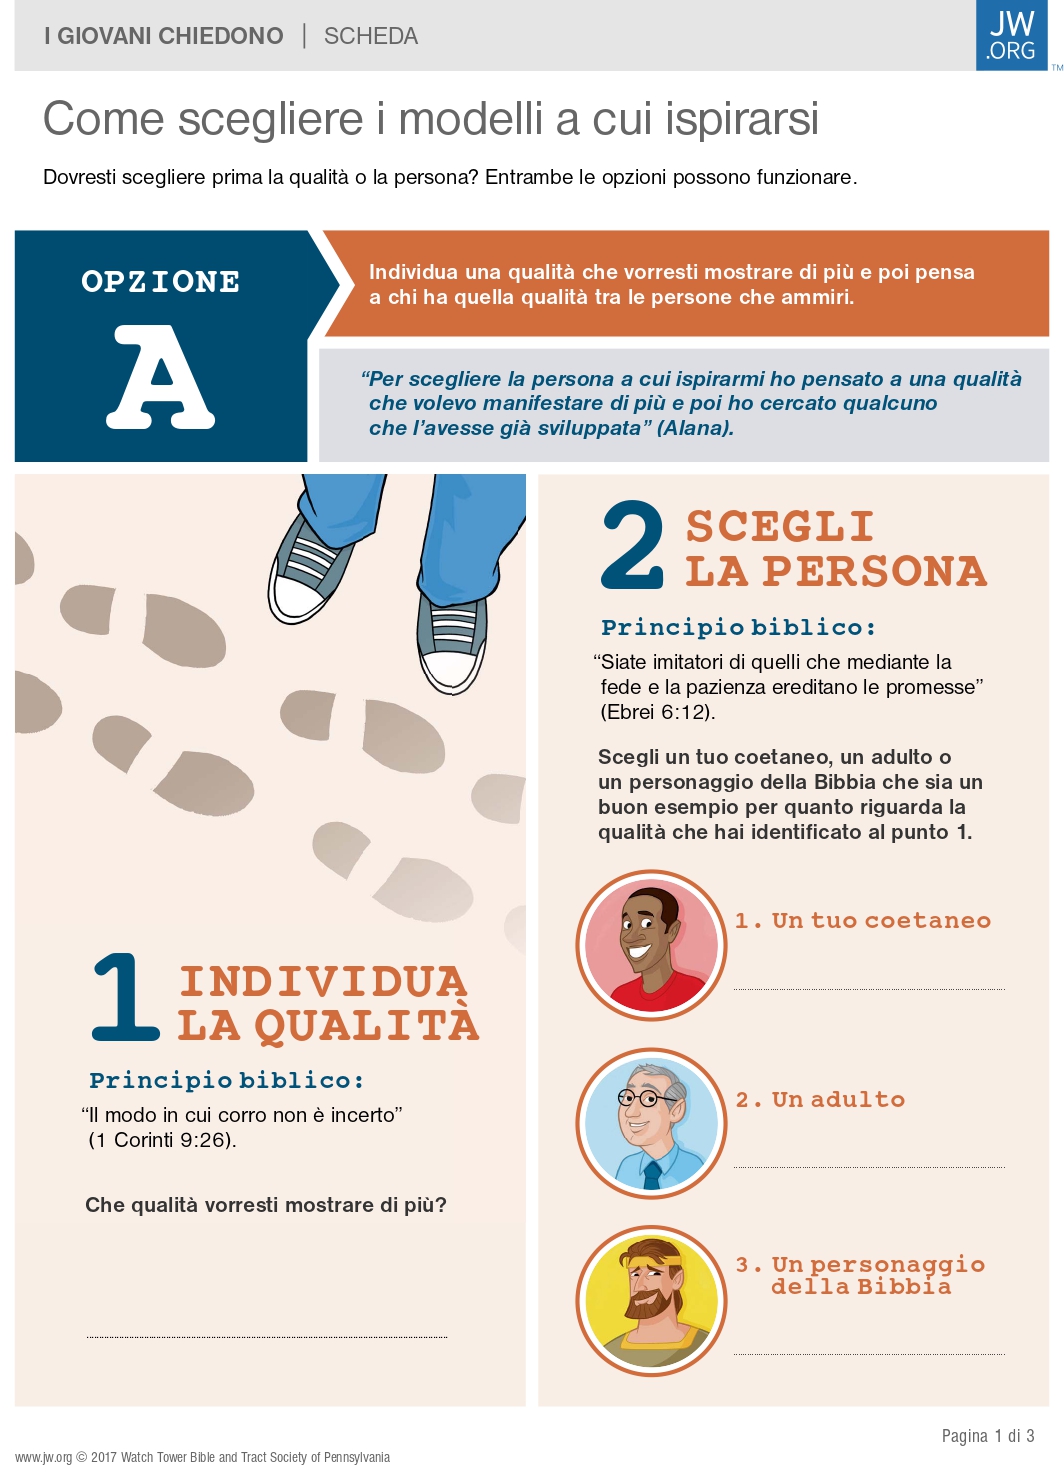 I GIOVANI CHIEDONO | SCHEDA
JW
.ORG
TM
Come scegliere i modelli a cui ispirarsi
Dovresti scegliere prima la qualità o la persona? Entrambe le opzioni possono funzionare.
OPZIONE
A
Individua una qualità che vorresti mostrare di più e poi pensa
a chi ha quella qualità tra le persone che ammiri.
“Per scegliere la persona a cui ispirarmi ho pensato a una qualità
che volevo manifestare di più e poi ho cercato qualcuno
che l’avesse già sviluppata” (Alana).
1 INDIVIDUA
LA QUALITÀ
Principio biblico:
“Il modo in cui corro non è incerto”
(1 Corinti 9:26).
Che qualità vorresti mostrare di più?
2 SCEGLI
LA PERSONA
Principio biblico:
“Siate imitatori di quelli che mediante la
fede e la pazienza ereditano le promesse”
(Ebrei 6:12).
Scegli un tuo coetaneo, un adulto o
un personaggio della Bibbia che sia un
buon esempio per quanto riguarda la
qualità che hai identificato al punto 1.
1. Un tuo coetaneo
2. Un adulto
3. Un personaggio
della Bibbia
Pagina 1 di 3
www.jw.org © 2017 Watch Tower Bible and Tract Society of Pennsylvania